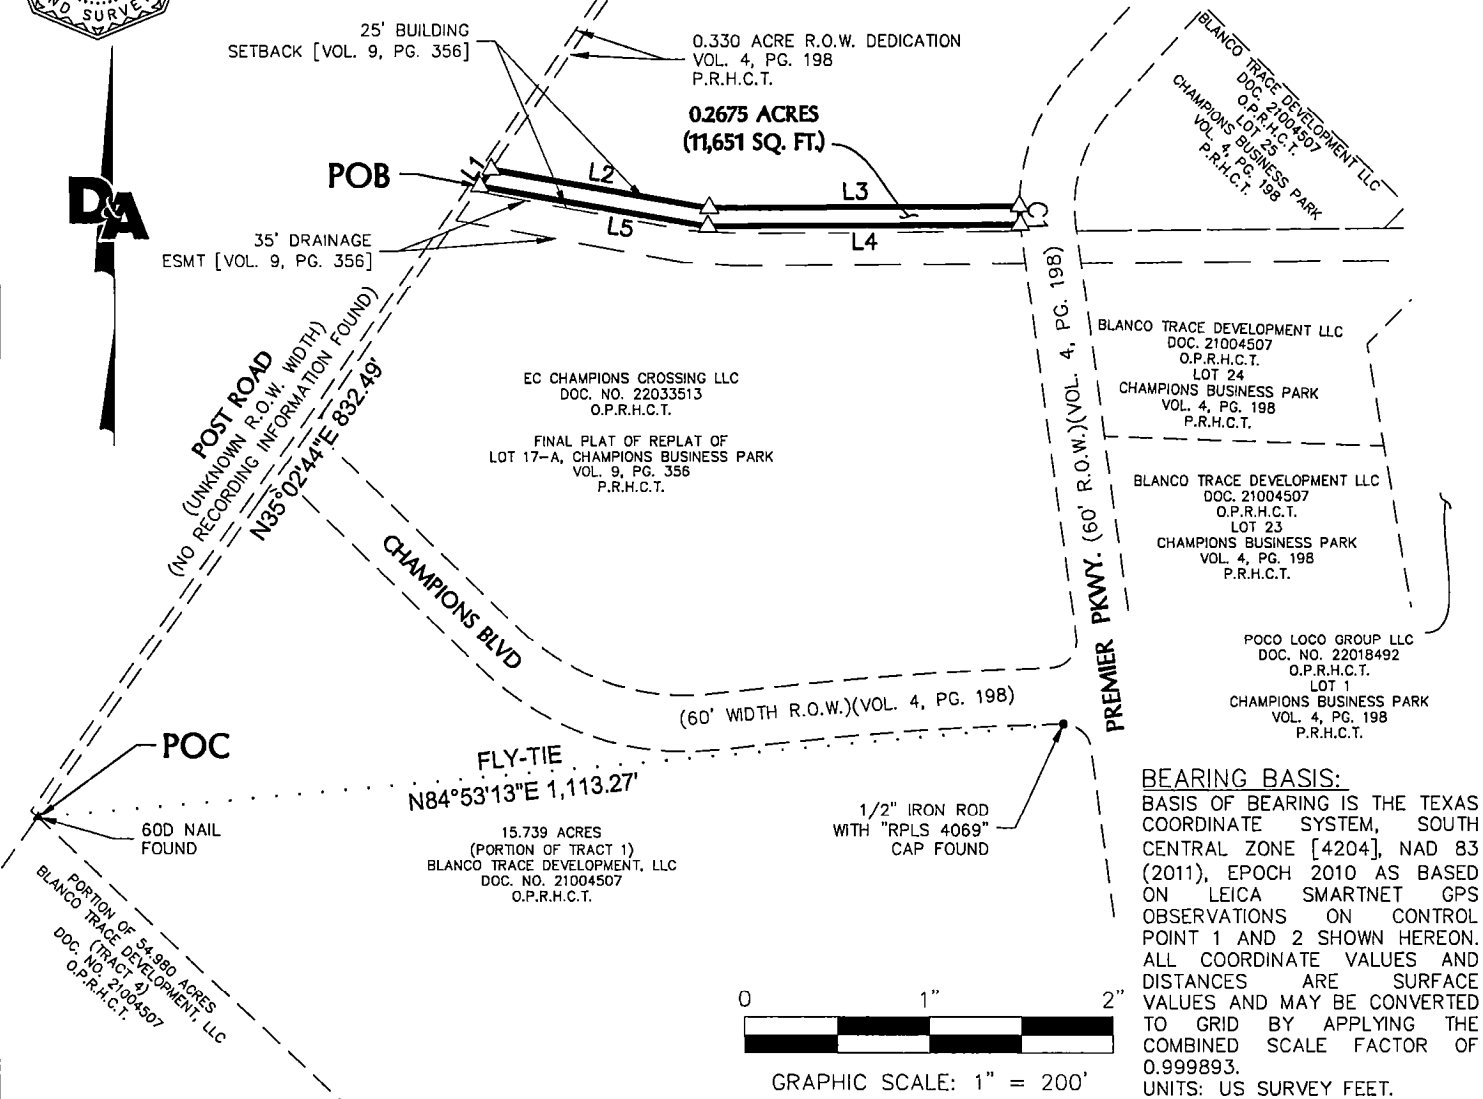 ND SURVEY
25' BUILDING
SETBACK [VOL. 9, PG. 356]
0.330 ACRE R.O.W. DEDICATION
VOL. 4, PG. 198
P.R.H.C.T.
0.2675 ACRES
(11,651 SQ. FT.)
BLANCO TRACE DEVELOPMENT LLC
DOC. 21004507
O.P.R.H.C.T.
LOT 25
CHAMPIONS BUSINESS PARK
VOL. 4, PG. 198
P.R.H.C.T.
POB
L1
L2
L3
C1
L5
L4
D&A
35' DRAINAGE
ESMT [VOL. 9, PG. 356]
POST ROAD
(UNKNOWN R.O.W. WIDTH)
(NO RECORDING INFORMATION FOUND)
N35°02'44"E 832.49'
EC CHAMPIONS CROSSING LLC
DOC. NO. 22033513
O.P.R.H.C.T.
FINAL PLAT OF REPLAT OF
LOT 17-A, CHAMPIONS BUSINESS PARK
VOL. 9, PG. 356
P.R.H.C.T.
PREMIER PKWY. (60' R.O.W.)(VOL. 4, PG. 198)
BLANCO TRACE DEVELOPMENT LLC
DOC. 21004507
O.P.R.H.C.T.
LOT 24
CHAMPIONS BUSINESS PARK
VOL. 4, PG. 198
P.R.H.C.T.
BLANCO TRACE DEVELOPMENT LLC
DOC. 21004507
O.P.R.H.C.T.
LOT 23
CHAMPIONS BUSINESS PARK
VOL. 4, PG. 198
P.R.H.C.T.
POCO LOCO GROUP LLC
DOC. NO. 22018492
O.P.R.H.C.T.
LOT 1
CHAMPIONS BUSINESS PARK
VOL. 4, PG. 198
P.R.H.C.T.
CHAMPIONS BLVD
(60' WIDTH R.O.W.)(VOL. 4, PG. 198)
POC
FLY-TIE
N84°53'13"E 1,113.27'
60D NAIL
FOUND
1/2" IRON ROD
WITH "RPLS 4069"
CAP FOUND
15.739 ACRES
(PORTION OF TRACT 1)
BLANCO TRACE DEVELOPMENT, LLC
DOC. NO. 21004507
O.P.R.H.C.T.
PORTION OF 54.980 ACRES
BLANCO TRACE DEVELOPMENT, LLC
(TRACT 4)
DOC. NO. 21004507
O.P.R.H.C.T.
BEARING BASIS:
BASIS OF BEARING IS THE TEXAS
COORDINATE SYSTEM, SOUTH
CENTRAL ZONE [4204], NAD 83
(2011), EPOCH 2010 AS BASED
ON LEICA SMARTNET GPS
OBSERVATIONS ON CONTROL
POINT 1 AND 2 SHOWN HEREON.
ALL COORDINATE VALUES AND
DISTANCES ARE SURFACE
VALUES AND MAY BE CONVERTED
TO GRID BY APPLYING THE
COMBINED SCALE FACTOR OF
0.999893.
UNITS: US SURVEY FEET.
0 1" 2"
GRAPHIC SCALE: 1" = 200'